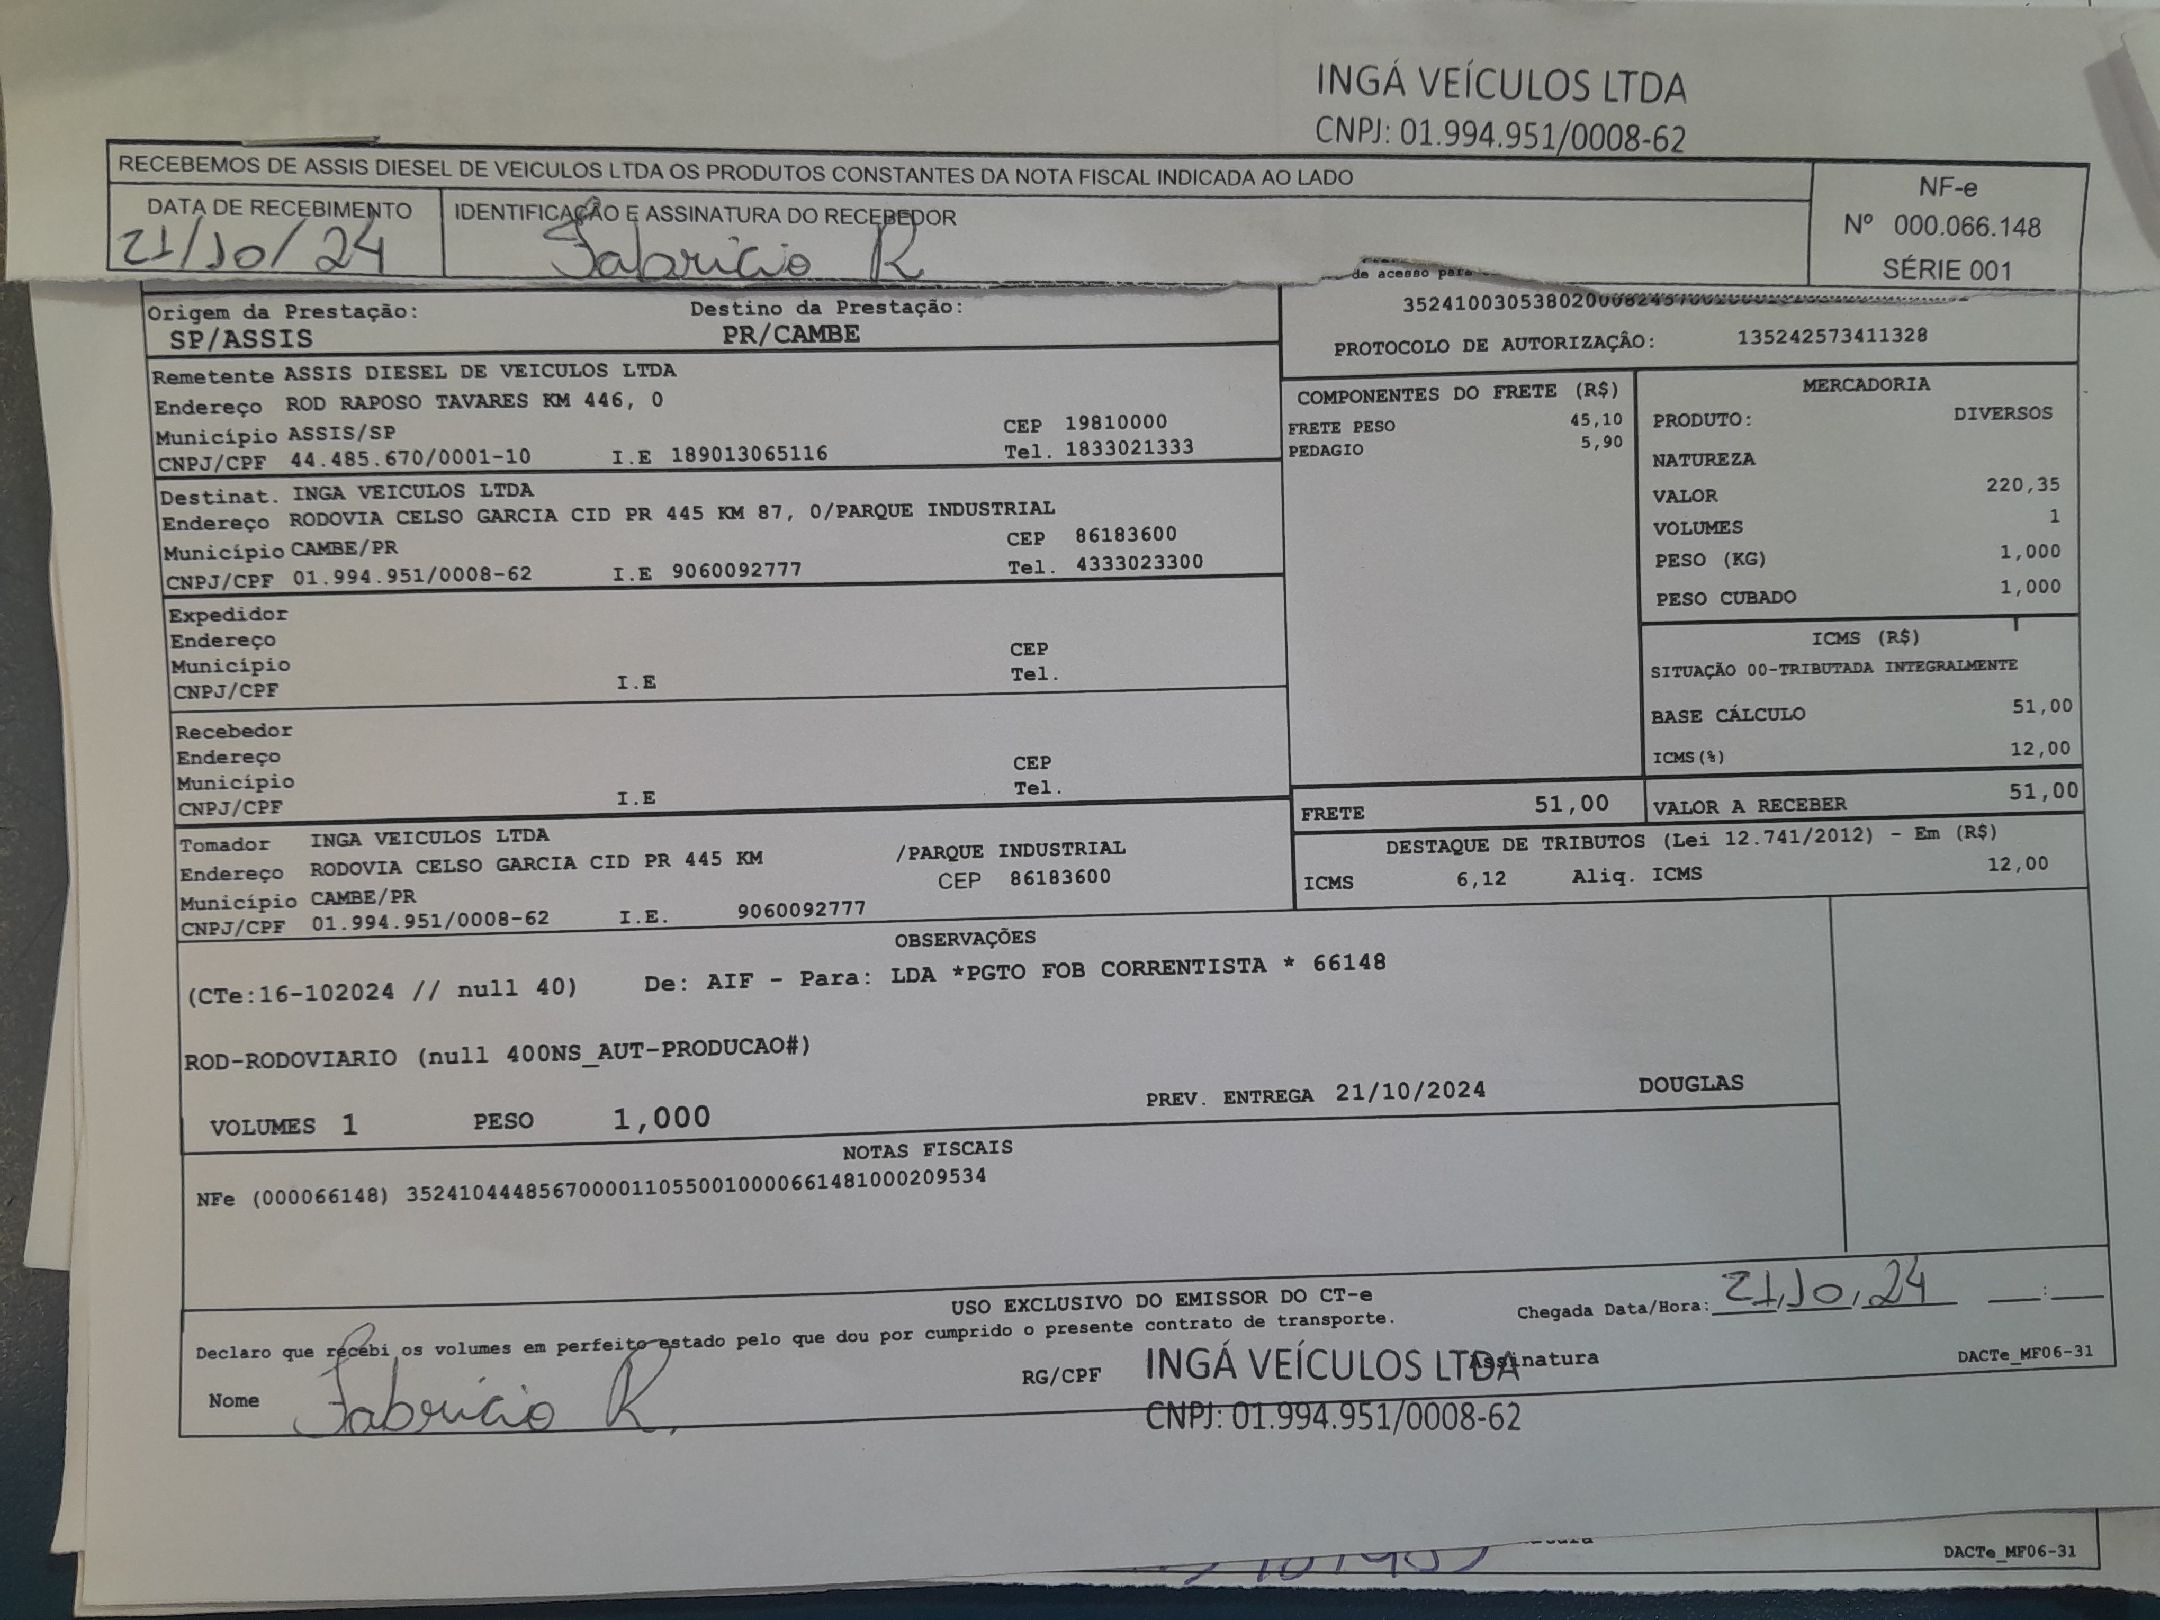 INGÁ VEÍCULOS LTDA
CNPJ: 01.994.951/0008-62
RECEBEMOS DE ASSIS DIESEL DE VEICULOS LTDA OS PRODUTOS CONSTANTES DA NOTA FISCAL INDICADA AO LADO
NF-e
DATA DE RECEBIMENTO IDENTIFICAÇÃO E ASSINATURA DO RECEBEDOR
Nº 000.066.148
21/10/24 Fabricio R
SÉRIE 001
de acesso para
Origem da Prestação: Destino da Prestação:
SP/ASSIS PR/CAMBE
PROTOCOLO DE AUTORIZAÇÂO: 135242573411328
Remetente ASSIS DIESEL DE VEICULOS LTDA
Endereço ROD RAPOSO TAVARES KM 446, 0
Município ASSIS/SP CEP 19810000
CNPJ/CPF 44.485.670/0001-10 I.E 189013065116 Tel. 1833021333
Destinat. INGA VEICULOS LTDA
Endereço RODOVIA CELSO GARCIA CID PR 445 KM 87, 0/PARQUE INDUSTRIAL
Município CAMBE/PR CEP 86183600
CNPJ/CPF 01.994.951/0008-62 I.E 9060092777 Tel. 4333023300
Expedidor
Endereço
Município CEP
CNPJ/CPF I.E Tel.
Recebedor
Endereço
Município CEP
CNPJ/CPF I.E Tel.
Tomador INGA VEICULOS LTDA
Endereço RODOVIA CELSO GARCIA CID PR 445 KM /PARQUE INDUSTRIAL
Município CAMBE/PR CEP 86183600
CNPJ/CPF 01.994.951/0008-62 I.E. 9060092777
COMPONENTES DO FRETE (R$)
FRETE PESO 45,10
PEDAGIO 5,90
MERCADORIA
PRODUTO: DIVERSOS
NATUREZA
VALOR 220,35
VOLUMES 1
PESO (KG) 1,000
PESO CUBADO 1,000
ICMS (R$)
SITUAÇÃO 00-TRIBUTADA INTEGRALMENTE
BASE CÁLCULO 51,00
ICMS(%) 12,00
FRETE 51,00 VALOR A RECEBER 51,00
DESTAQUE DE TRIBUTOS (Lei 12.741/2012) - Em (R$)
ICMS 6,12 Aliq. ICMS 12,00
OBSERVAÇÕES
(CTe:16-102024 // null 40) De: AIF - Para: LDA *PGTO FOB CORRENTISTA * 66148
ROD-RODOVIARIO (null 400NS_AUT-PRODUCAO#)
VOLUMES 1 PESO 1,000 PREV. ENTREGA 21/10/2024 DOUGLAS
NOTAS FISCAIS
NFe (000066148) 35241044485670000110550010000661481000209534
USO EXCLUSIVO DO EMISSOR DO CT-e
Chegada Data/Hora: 21,10,24 __:__
Declaro que recebi os volumes em perfeito estado pelo que dou por cumprido o presente contrato de transporte.
Nome Fabricio R. RG/CPF INGÁ VEÍCULOS LTDA Assinatura
DACTe_MF06-31
CNPJ: 01.994.951/0008-62
DACTe_MF06-31